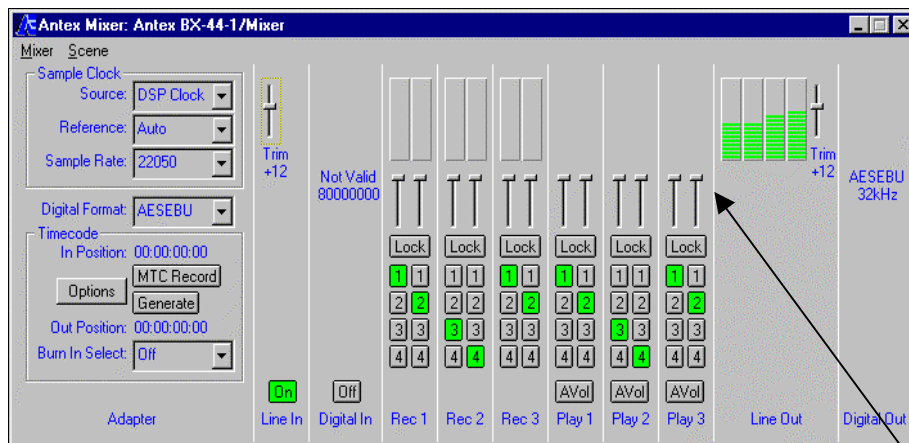 Antex Mixer: Antex BX-44-1/Mixer
Mixer Scene
Sample Clock
Source: DSP Clock
Reference: Auto
Sample Rate: 22050
Digital Format: AESEBU
Timecode
In Position: 00:00:00:00
Options
MTC Record
Generate
Out Position: 00:00:00:00
Burn In Select: Off
Adapter
Trim
+12
On
Line In
Not Valid
80000000
Off
Digital In
Lock
1 1
2 2
3 3
4 4
Rec 1
Lock
1 1
2 2
3 3
4 4
Rec 2
Lock
1 1
2 2
3 3
4 4
Rec 3
Lock
1 1
2 2
3 3
4 4
AVol
Play 1
Lock
1 1
2 2
3 3
4 4
AVol
Play 2
Lock
1 1
2 2
3 3
4 4
AVol
Play 3
Trim
+12
Line Out
AESEBU
32kHz
Digital Out